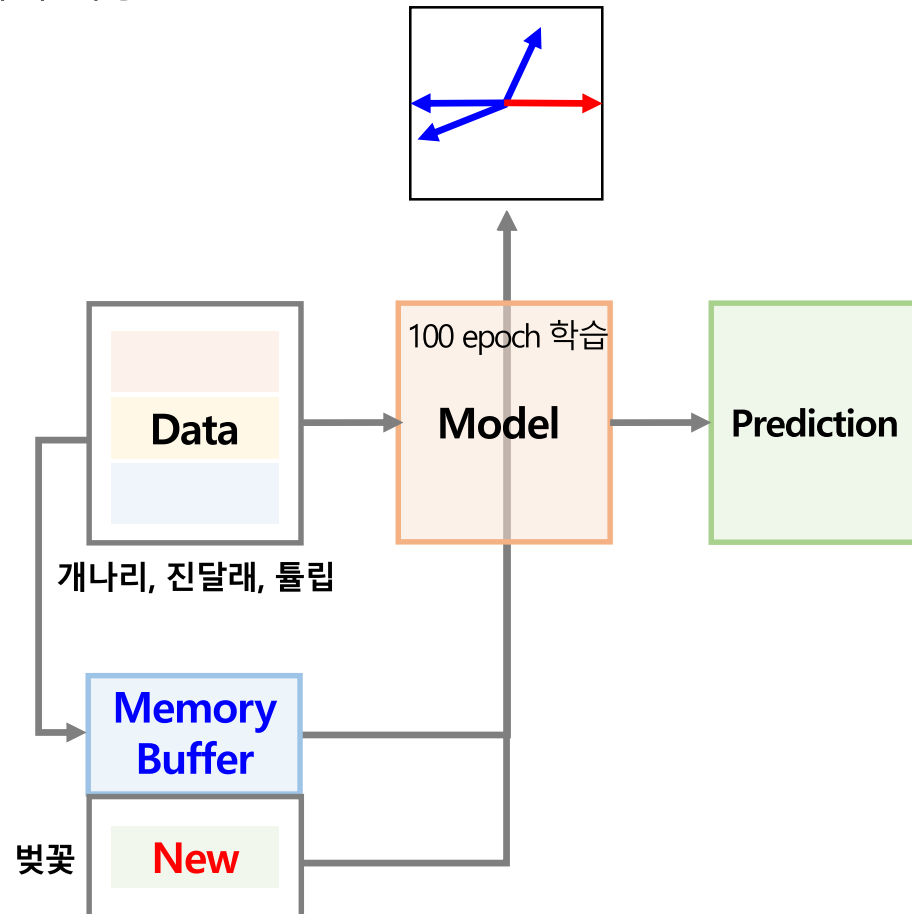 100 epoch 학습
Data
Model
Prediction
개나리, 진달래, 튤립
Memory
Buffer
벚꽃
New